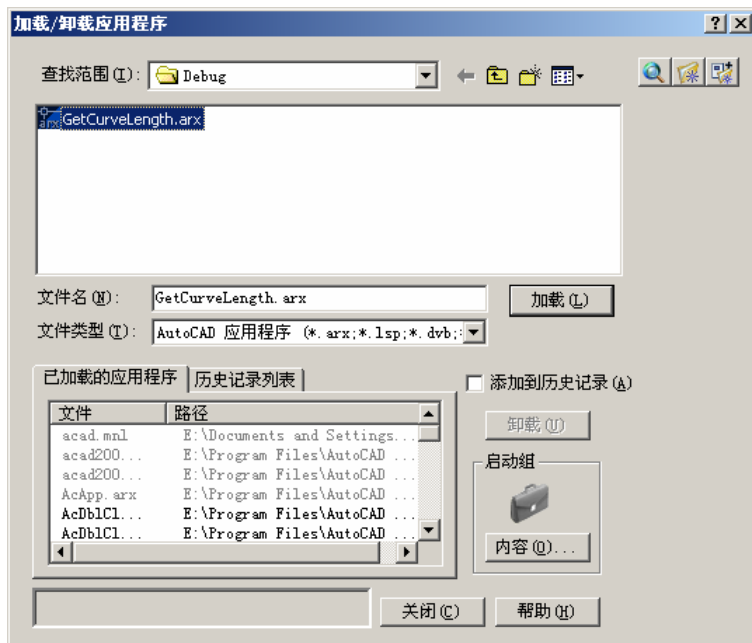 加载/卸载应用程序
查找范围(I): Debug
GetCurveLength.arx
文件名(N): GetCurveLength.arx 加载(L)
文件类型(T): AutoCAD 应用程序 (*.arx;*.lsp;*.dvb;
已加载的应用程序 历史记录列表 添加到历史记录(A)
文件 路径
acad.mnl E:\Documents and Settings...
卸载(U)
acad200... E:\Program Files\AutoCAD ...
acad200... E:\Program Files\AutoCAD ...
启动组
AcApp.arx E:\Program Files\AutoCAD ...
AcDblCl... E:\Program Files\AutoCAD ...
AcDblCl... E:\Program Files\AutoCAD ...
内容(O)...
关闭(C) 帮助(H)